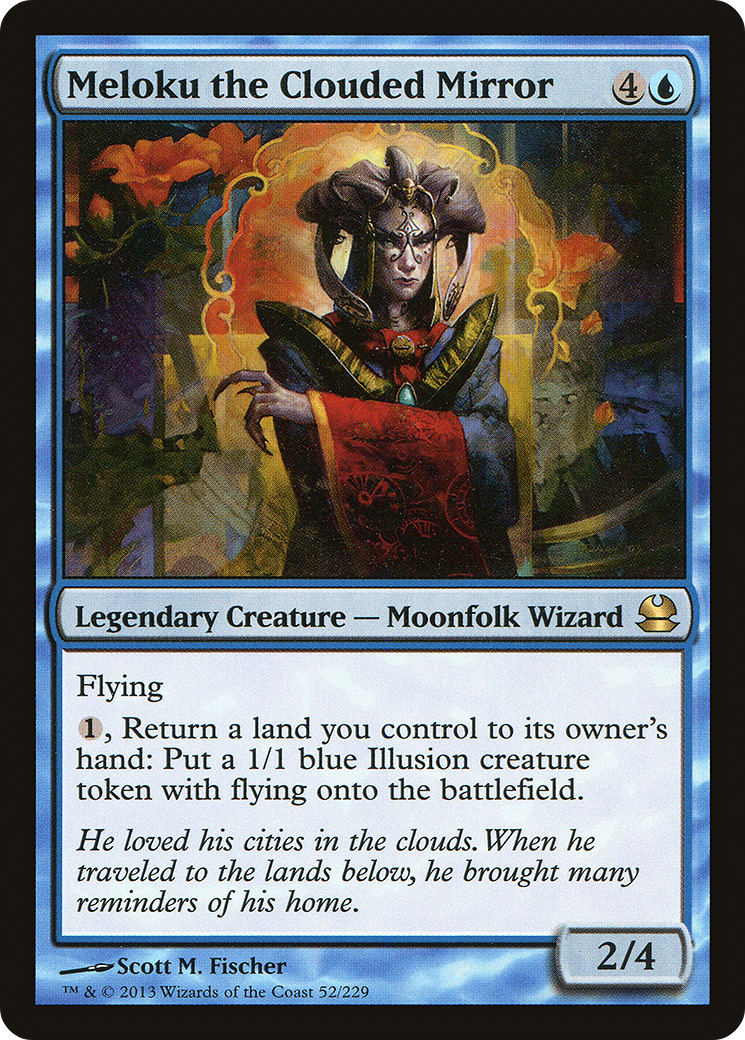 Meloku the Clouded Mirror 4
Legendary Creature — Moonfolk Wizard
Flying
1, Return a land you control to its owner's
hand: Put a 1/1 blue Illusion creature
token with flying onto the battlefield.
He loved his cities in the clouds. When he
traveled to the lands below, he brought many
reminders of his home.
2/4
Scott M. Fischer
™ & © 2013 Wizards of the Coast 52/229